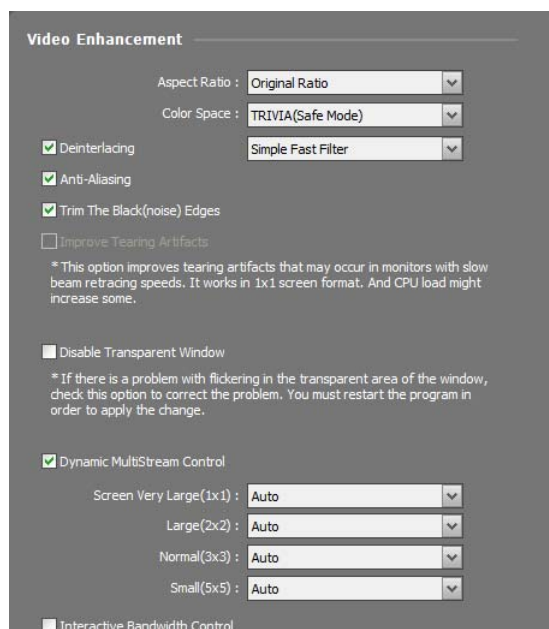 Video Enhancement
Aspect Ratio : Original Ratio
Color Space : TRIVIA(Safe Mode)
Deinterlacing Simple Fast Filter
Anti-Aliasing
Trim The Black(noise) Edges
Improve Tearing Artifacts
* This option improves tearing artifacts that may occur in monitors with slow
beam retracing speeds. It works in 1x1 screen format. And CPU load might
increase some.
Disable Transparent Window
* If there is a problem with flickering in the transparent area of the window,
check this option to correct the problem. You must restart the program in
order to apply the change.
Dynamic MultiStream Control
Screen Very Large(1x1) : Auto
Large(2x2) : Auto
Normal(3x3) : Auto
Small(5x5) : Auto
Interactive Bandwidth Control